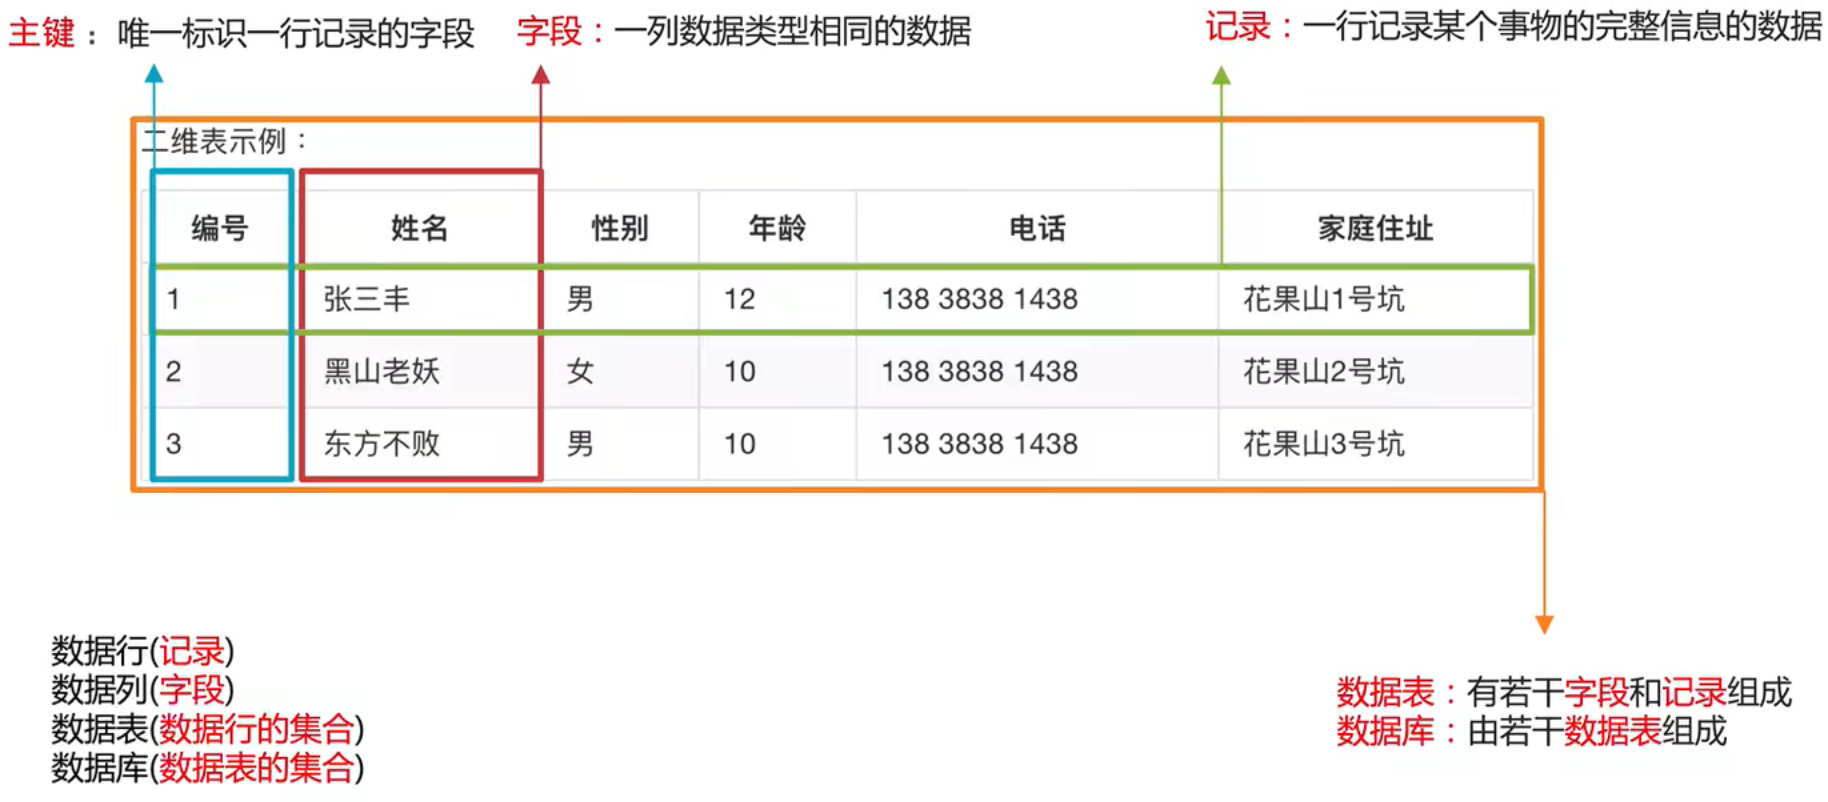 主键：唯一标识一行记录的字段
字段：一列数据类型相同的数据
记录：一行记录某个事物的完整信息的数据
二维表示例：
编号 姓名 性别 年龄 电话 家庭住址
1 张三丰 男 12 138 3838 1438 花果山1号坑
2 黑山老妖 女 10 138 3838 1438 花果山2号坑
3 东方不败 男 10 138 3838 1438 花果山3号坑
数据行(记录)
数据列(字段)
数据表(数据行的集合)
数据库(数据表的集合)
数据表：有若干字段和记录组成
数据库：由若干数据表组成